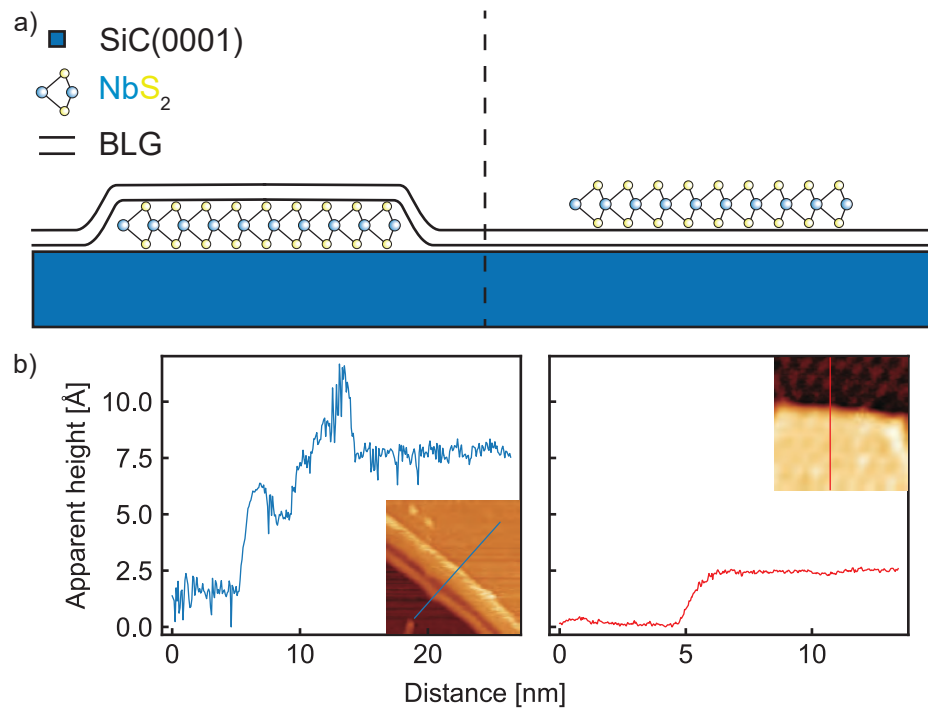 a)
SiC(0001)
NbS₂
BLG
b)
Apparent height [Å]
10.0
7.5
5.0
2.5
0.0
0 10 20
0 5 10
Distance [nm]